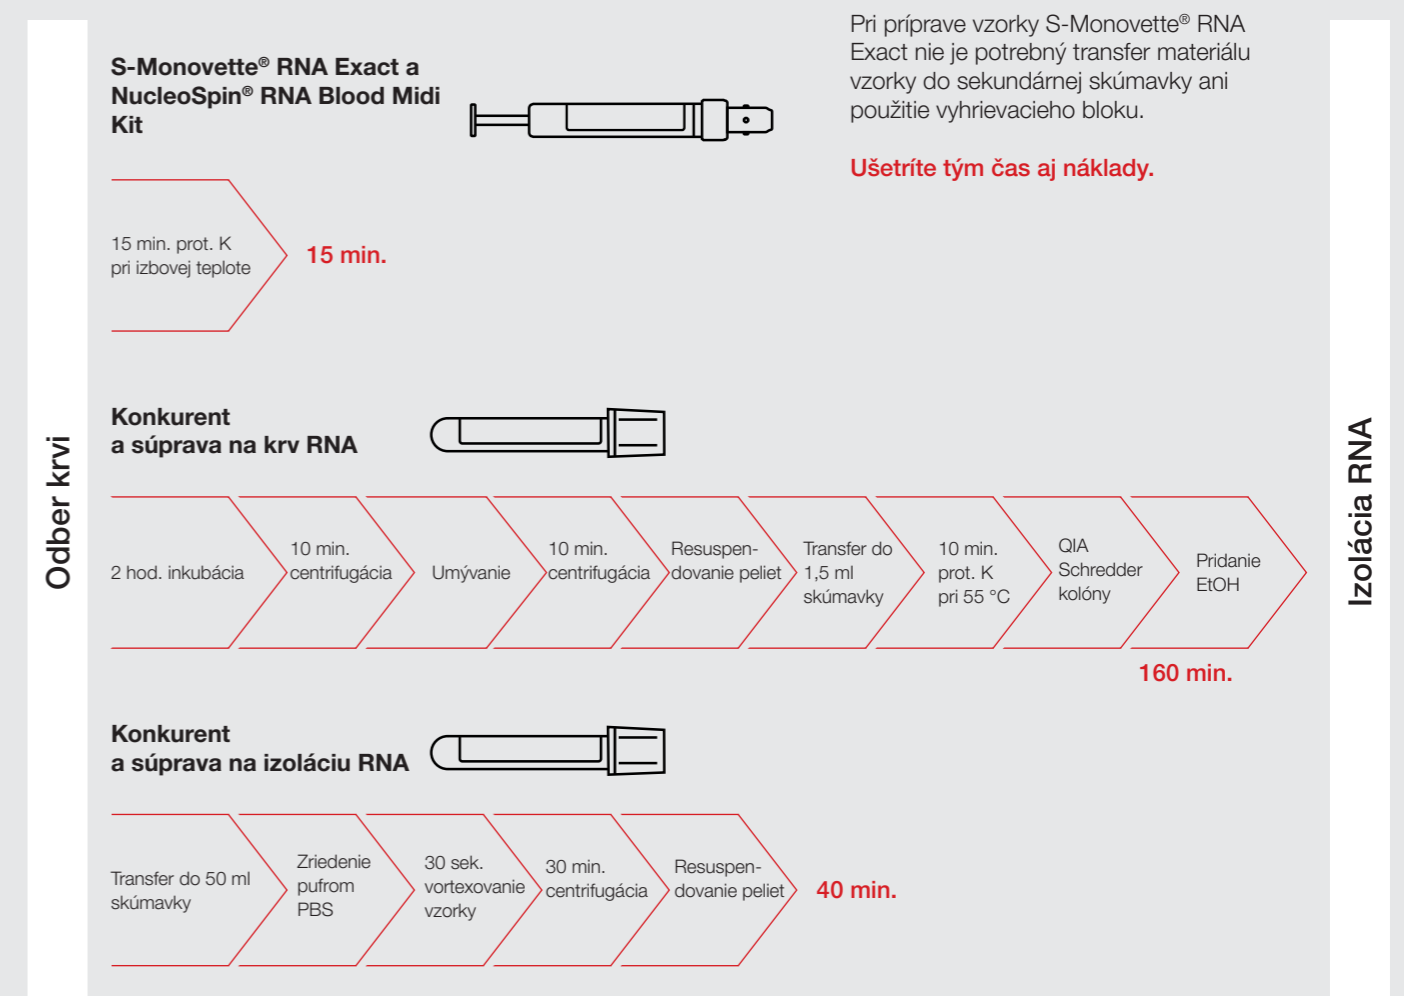 Odber krvi
S-Monovette® RNA Exact a
NucleoSpin® RNA Blood Midi
Kit
Pri príprave vzorky S-Monovette® RNA
Exact nie je potrebný transfer materiálu
vzorky do sekundárnej skúmavky ani
použitie vyhrievacieho bloku.
Ušetríte tým čas aj náklady.
15 min. prot. K
pri izbovej teplote
15 min.
Konkurent
a súprava na krv RNA
2 hod. inkubácia
10 min.
centrifugácia
Umývanie
10 min.
centrifugácia
Resuspen-
dovanie peliet
Transfer do
1,5 ml
skúmavky
10 min.
prot. K
pri 55 °C
QIA
Schredder
kolóny
Pridanie
EtOH
160 min.
Konkurent
a súprava na izoláciu RNA
Transfer do 50 ml
skúmavky
Zriedenie
pufrom
PBS
30 sek.
vortexovanie
vzorky
30 min.
centrifugácia
Resuspen-
dovanie peliet
40 min.
Izolácia RNA